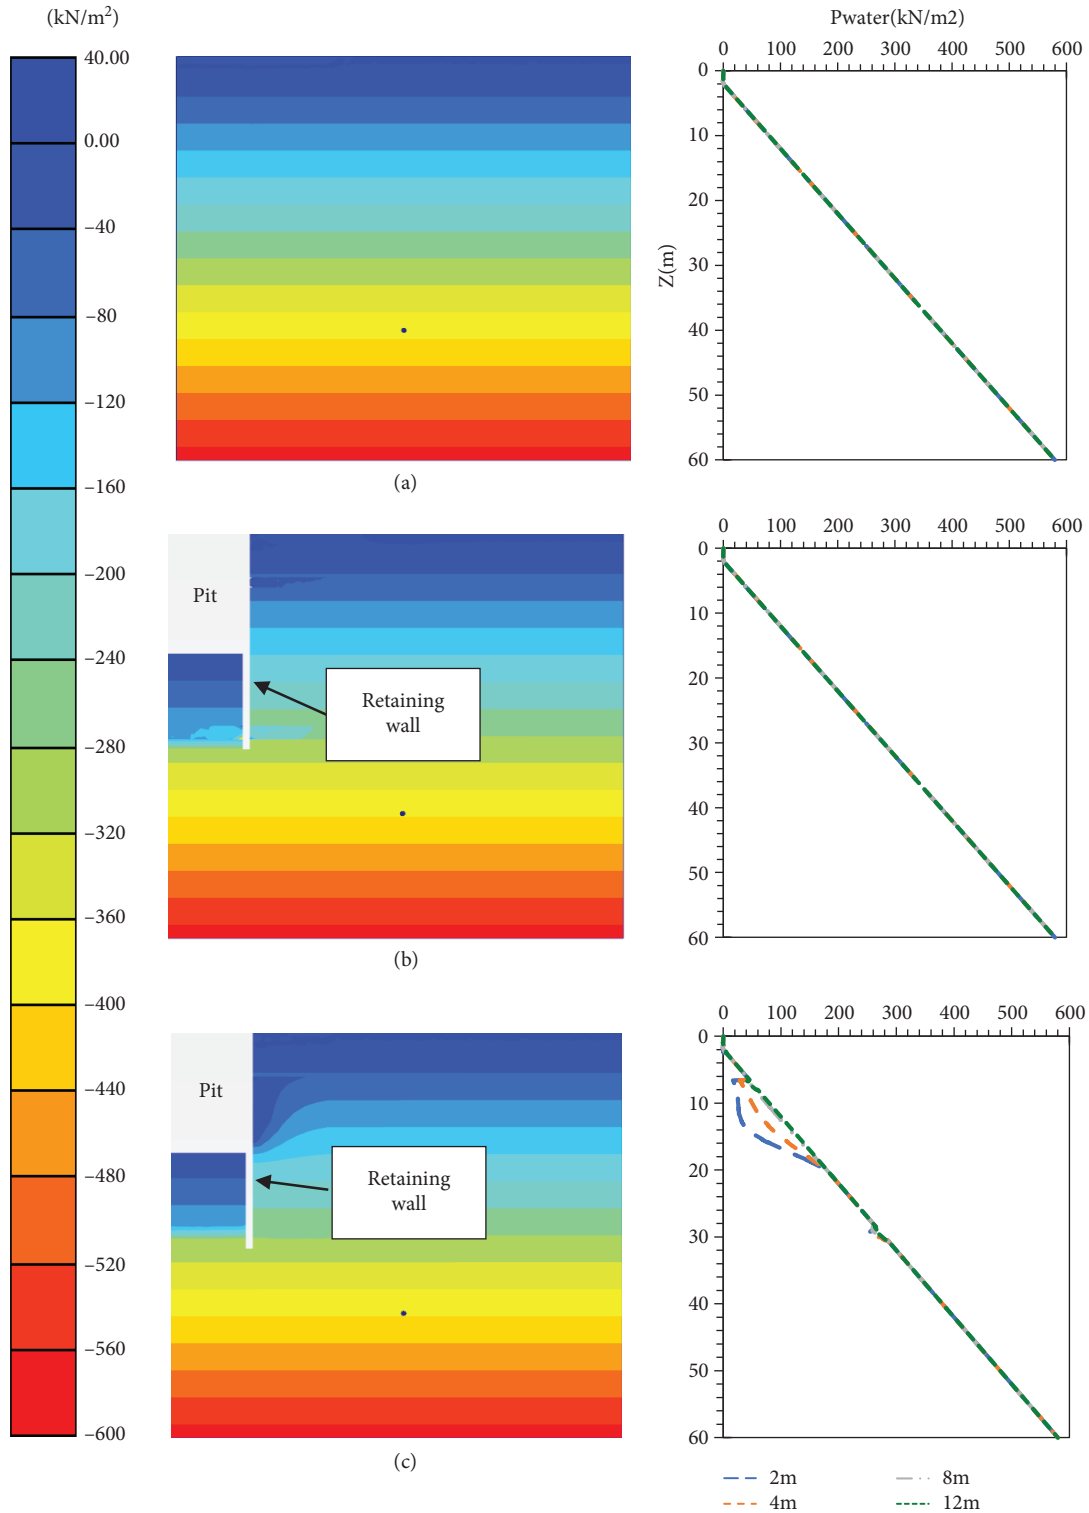 (kN/m²)
40.00
0.00
–40
–80
–120
–160
–200
–240
–280
–320
–360
–400
–440
–480
–520
–560
–600
Pwater(kN/m2)
0 100 200 300 400 500 600
0
10
20
30
40
50
60
Z(m)
(a)
Pit
Retaining
wall
(b)
0 100 200 300 400 500 600
0
10
20
30
40
50
60
Pit
Retaining
wall
(c)
0 100 200 300 400 500 600
0
10
20
30
40
50
60
2m
4m
8m
12m